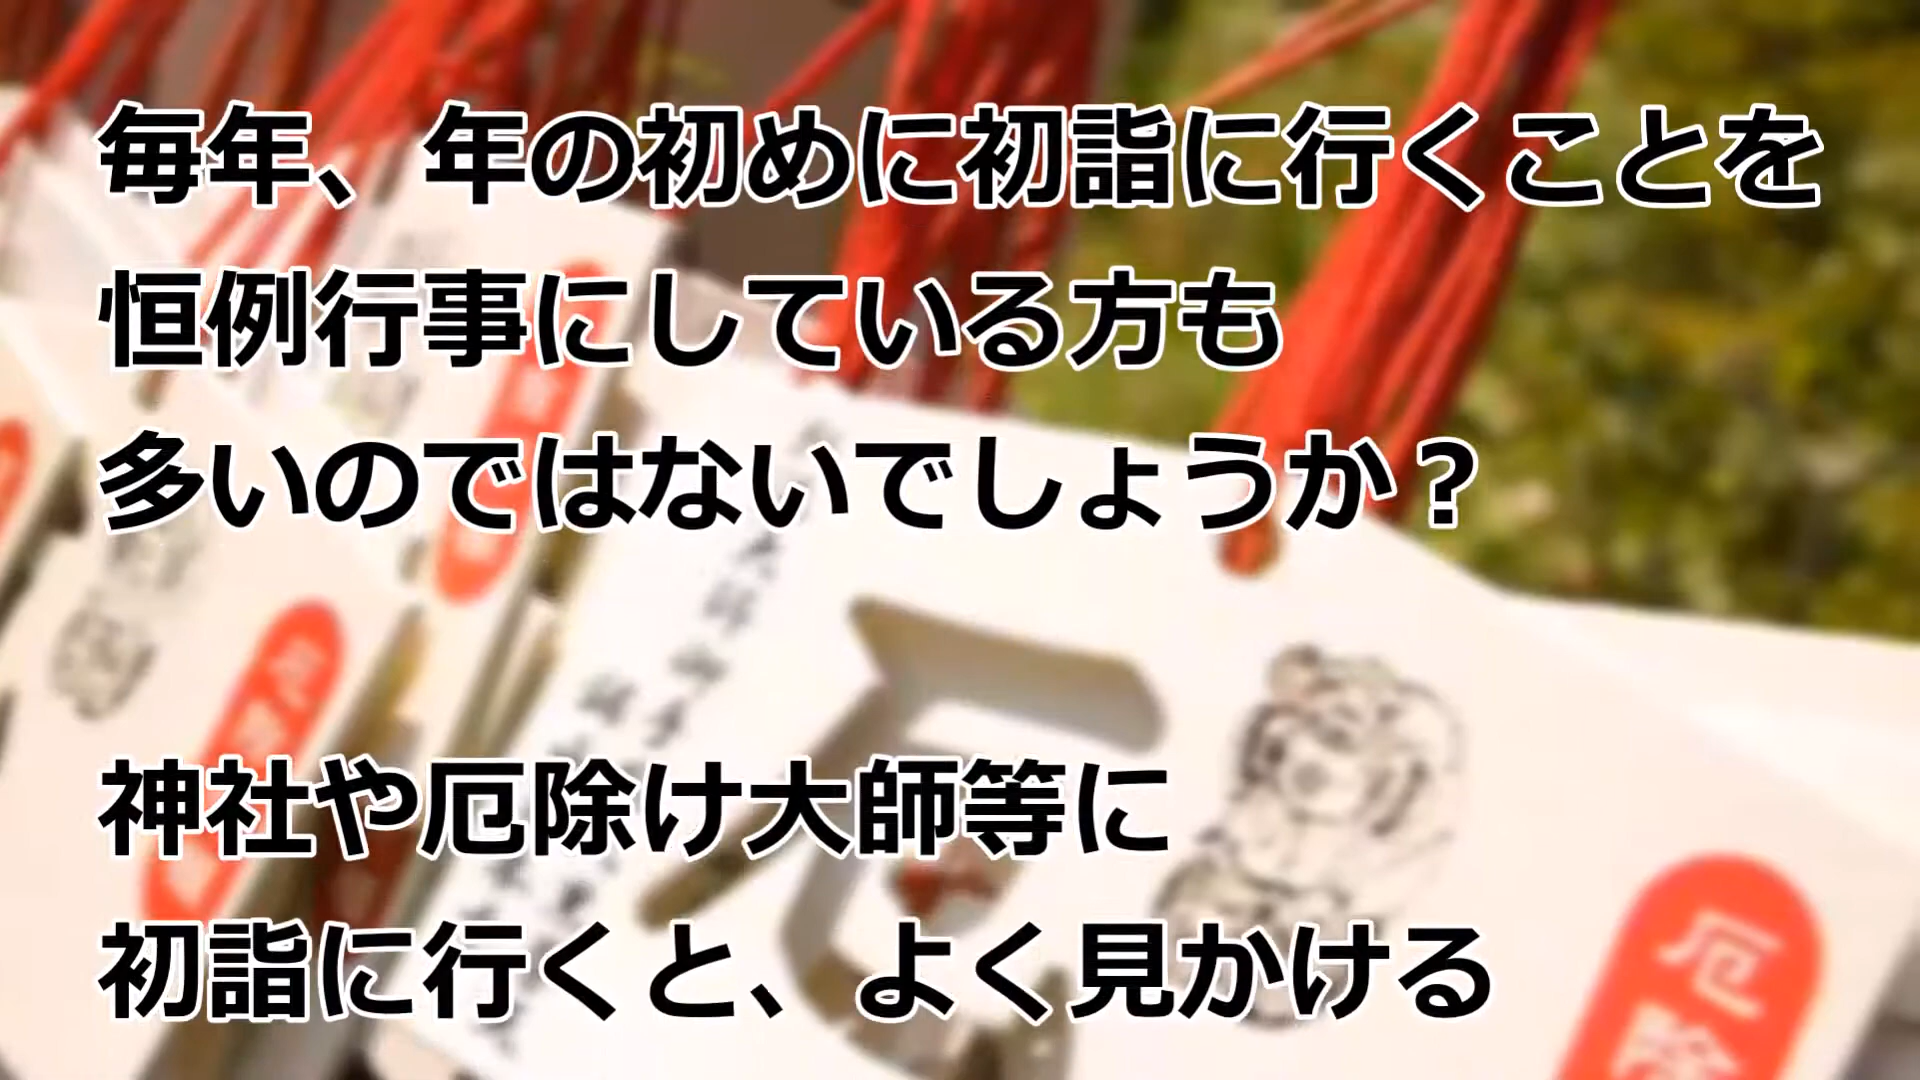 毎年、年の初めに初詣に行くことを
恒例行事にしている方も
多いのではないでしょうか？
神社や厄除け大師等に
初詣に行くと、よく見かける
厄
厄除